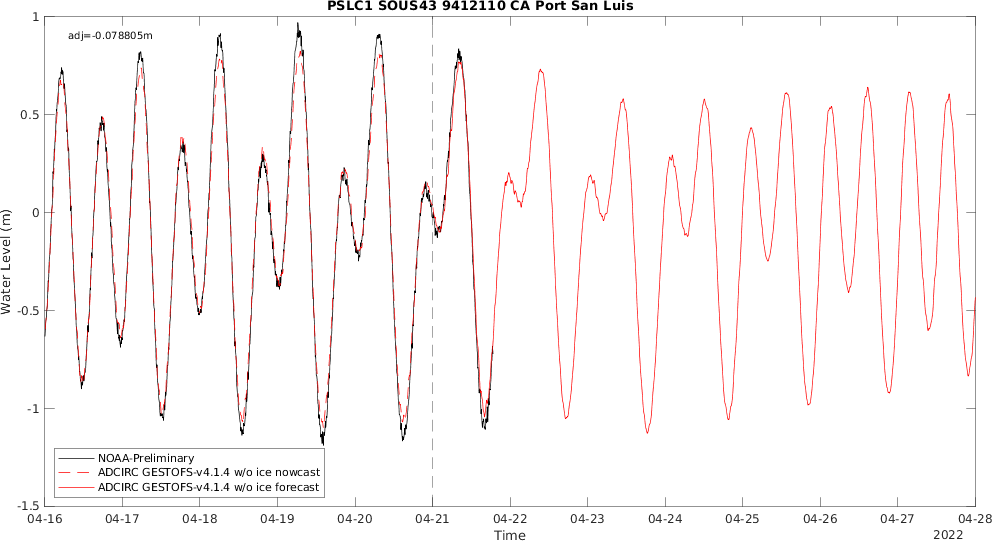 PSLC1 SOUS43 9412110 CA Port San Luis
adj=-0.078805m
1
0.5
0
-0.5
-1
-1.5
Water Level (m)
NOAA-Preliminary
ADCIRC GESTOFS-v4.1.4 w/o ice nowcast
ADCIRC GESTOFS-v4.1.4 w/o ice forecast
04-16 04-17 04-18 04-19 04-20 04-21 04-22 04-23 04-24 04-25 04-26 04-27 04-28
Time
2022